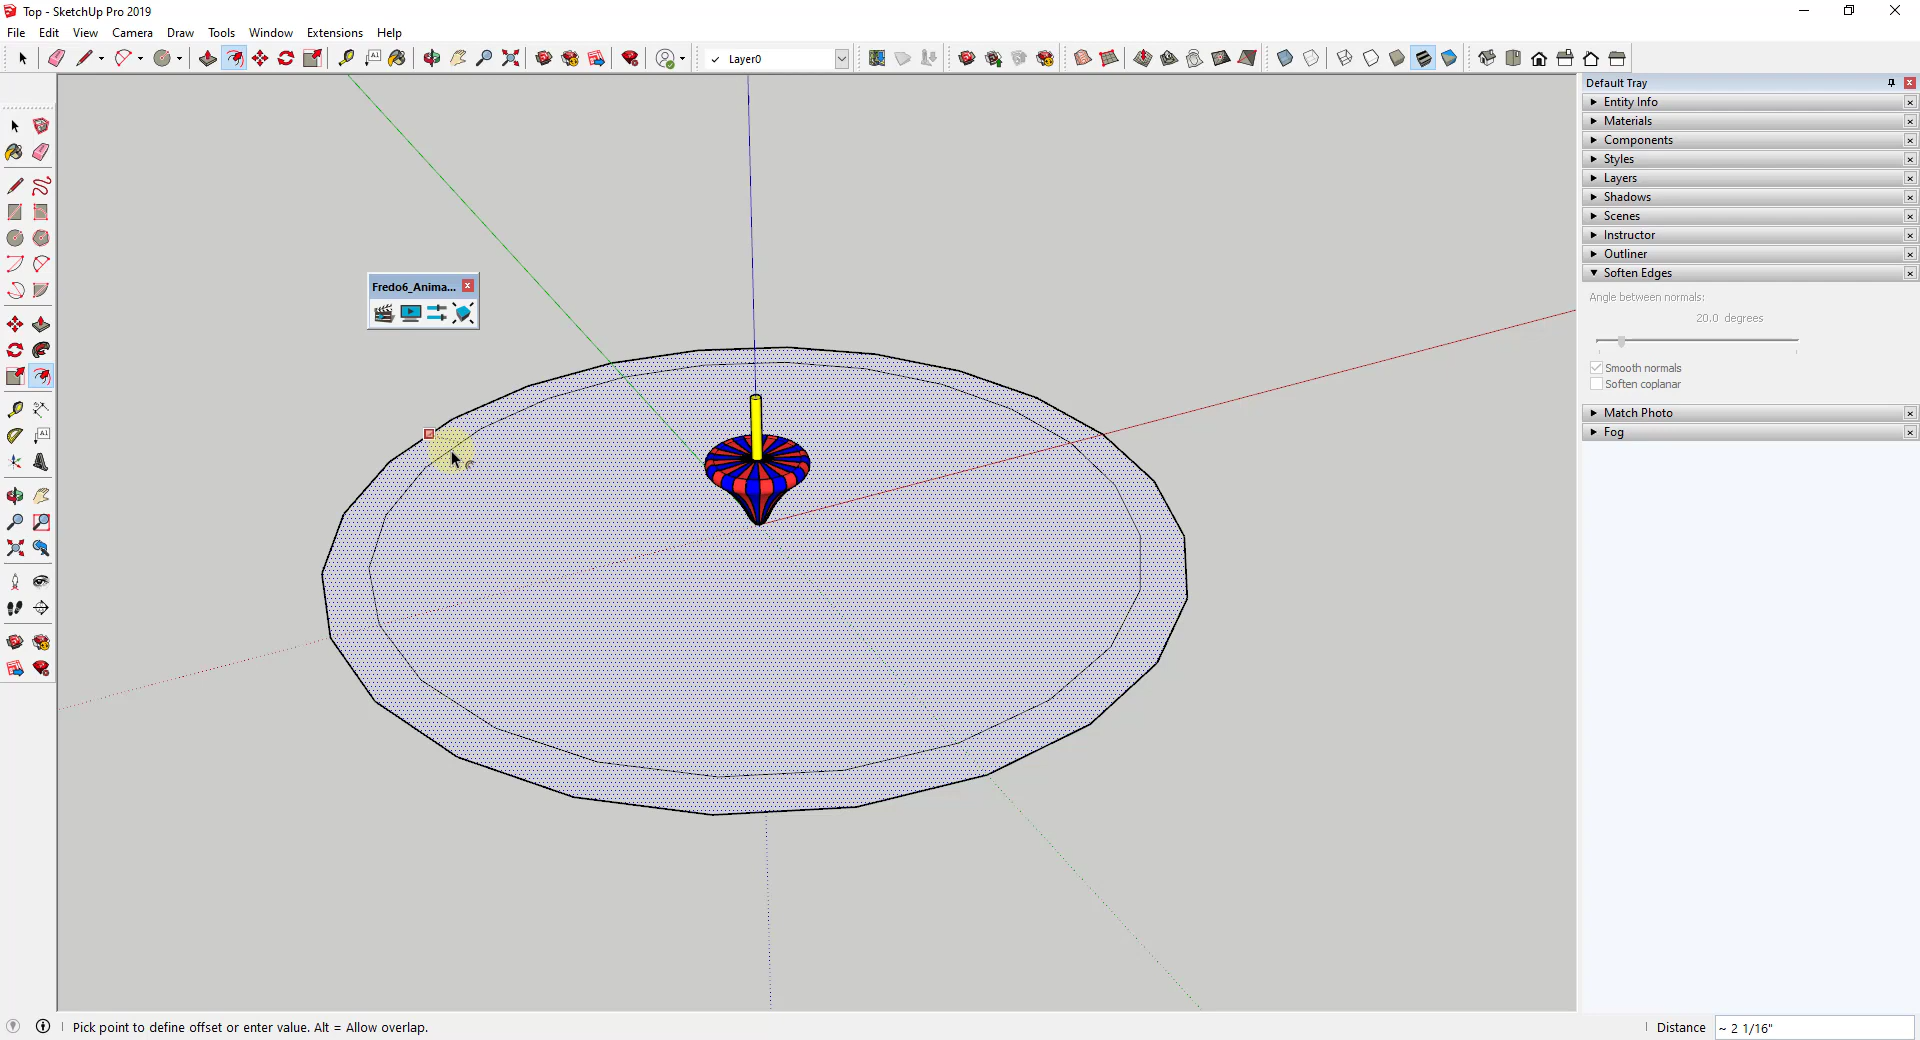 Top - SketchUp Pro 2019
File Edit View Camera Draw Tools Window Extensions Help
Layer0
Default Tray
Entity Info
Materials
Components
Styles
Layers
Shadows
Scenes
Instructor
Outliner
Soften Edges
Angle between normals:
20.0 degrees
Smooth normals
Soften coplanar
Match Photo
Fog
Fredo6_Anima...
Pick point to define offset or enter value. Alt = Allow overlap.
Distance ~ 2 1/16"